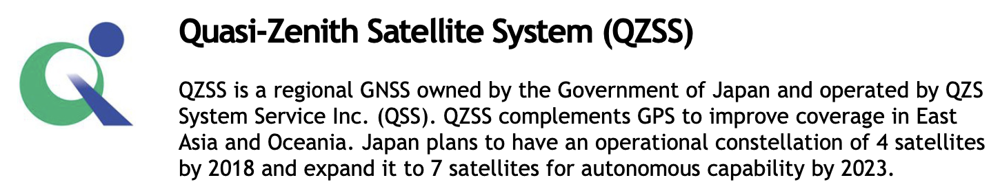 Quasi-Zenith Satellite System (QZSS)
QZSS is a regional GNSS owned by the Government of Japan and operated by QZS
System Service Inc. (QSS). QZSS complements GPS to improve coverage in East
Asia and Oceania. Japan plans to have an operational constellation of 4 satellites
by 2018 and expand it to 7 satellites for autonomous capability by 2023.